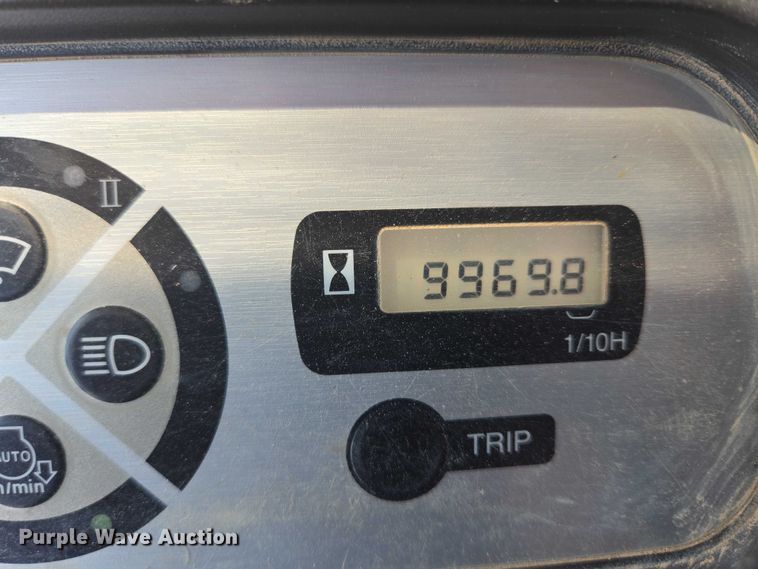 II
9969.8
1/10H
TRIP
AUTO
n/min
Purple Wave Auction